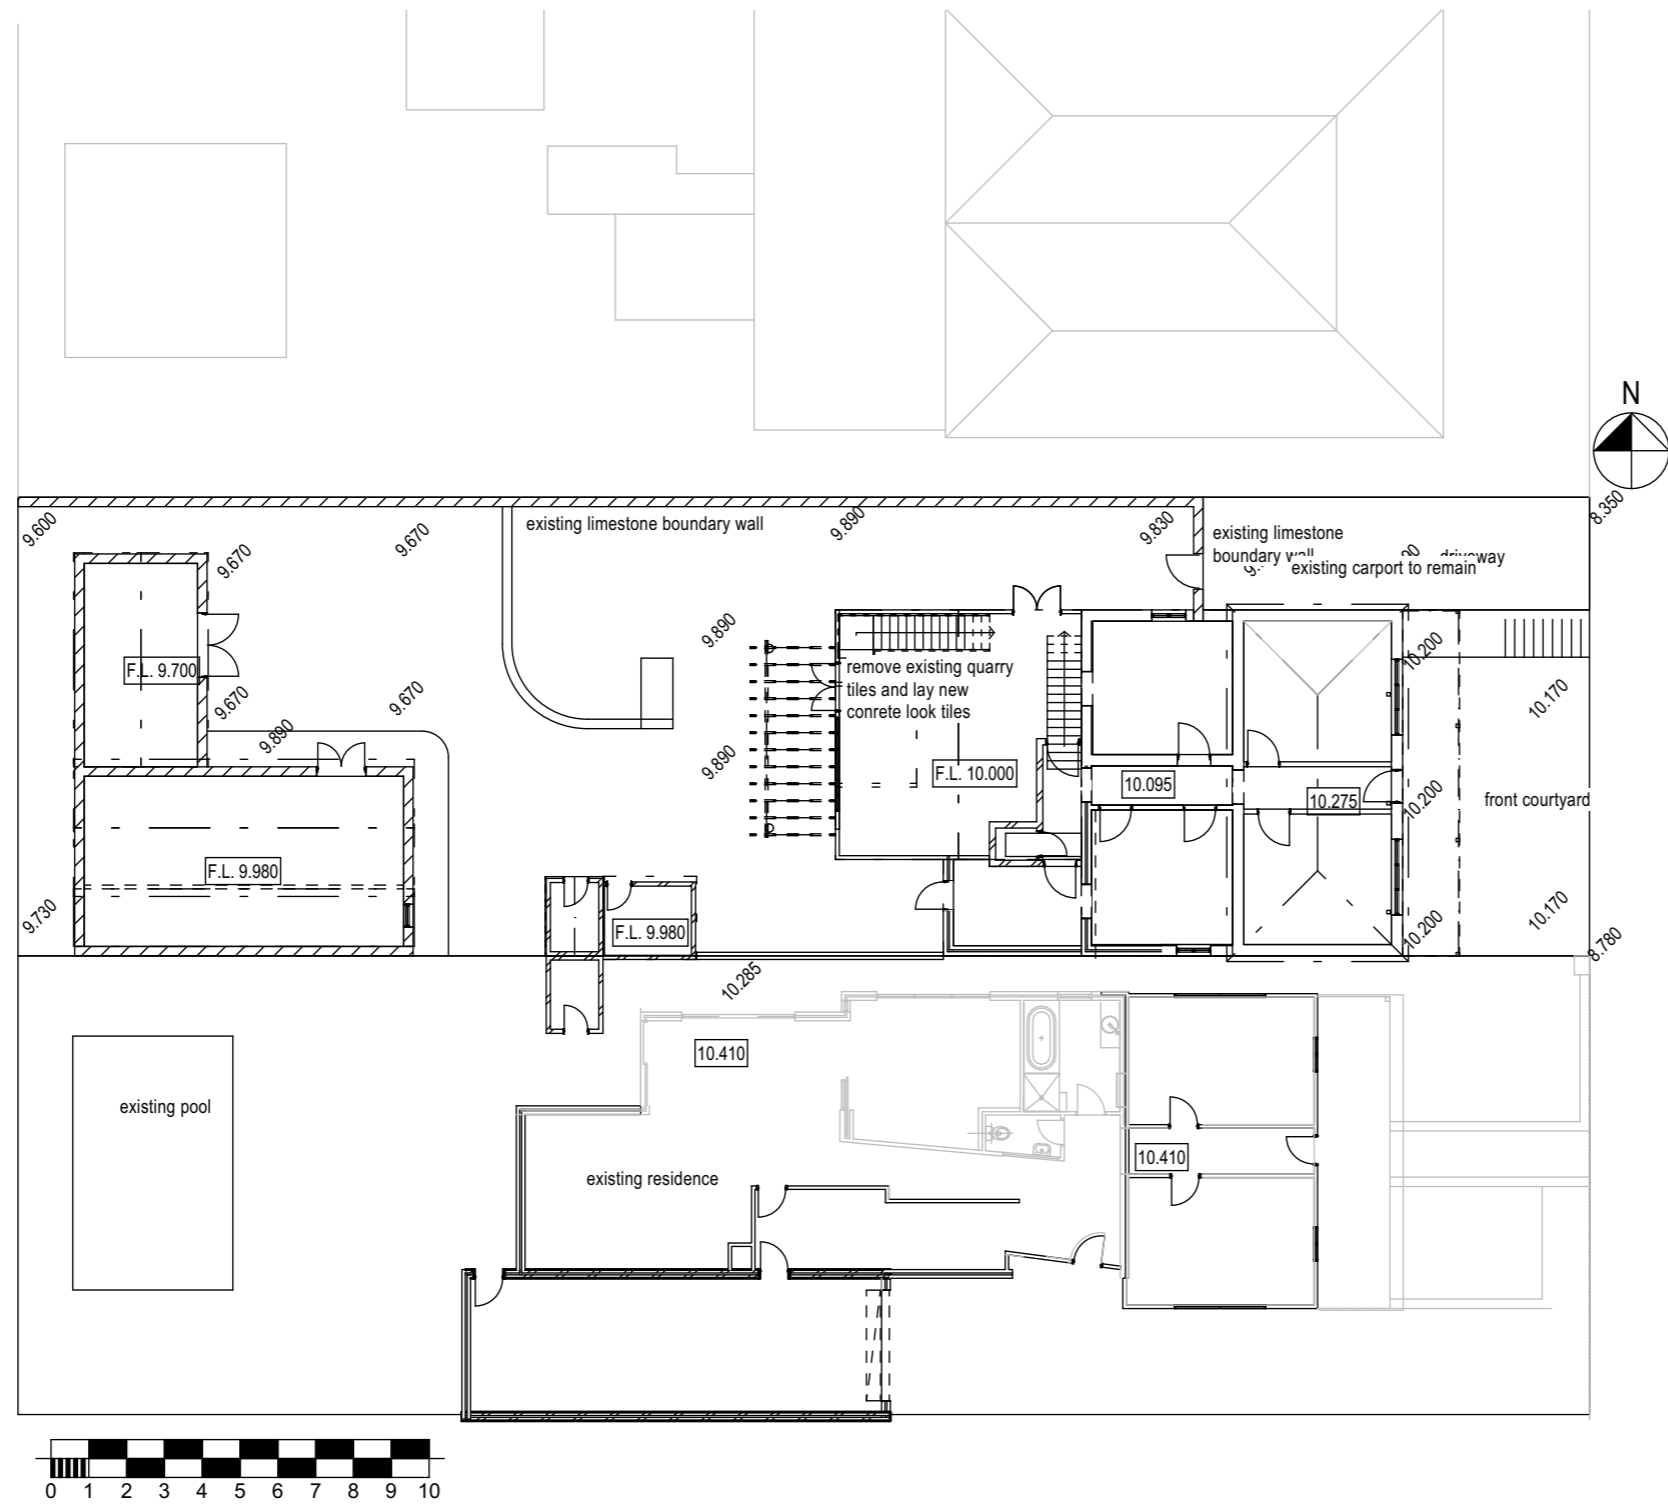 N
8.350
9.600
9.670
9.670
existing limestone boundary wall
9.890
9.830
existing limestone
boundary wall
driveway
existing carport to remain
9.890
10.200
F.L. 9.700
remove existing quarry
tiles and lay new
conrete look tiles
9.670
9.670
10.170
9.890
9.890
F.L. 10.000
10.095
10.275
10.200
front courtyard
F.L. 9.980
9.730
F.L. 9.980
10.200
10.170
8.780
10.285
10.410
existing pool
10.410
existing residence
0 1 2 3 4 5 6 7 8 9 10